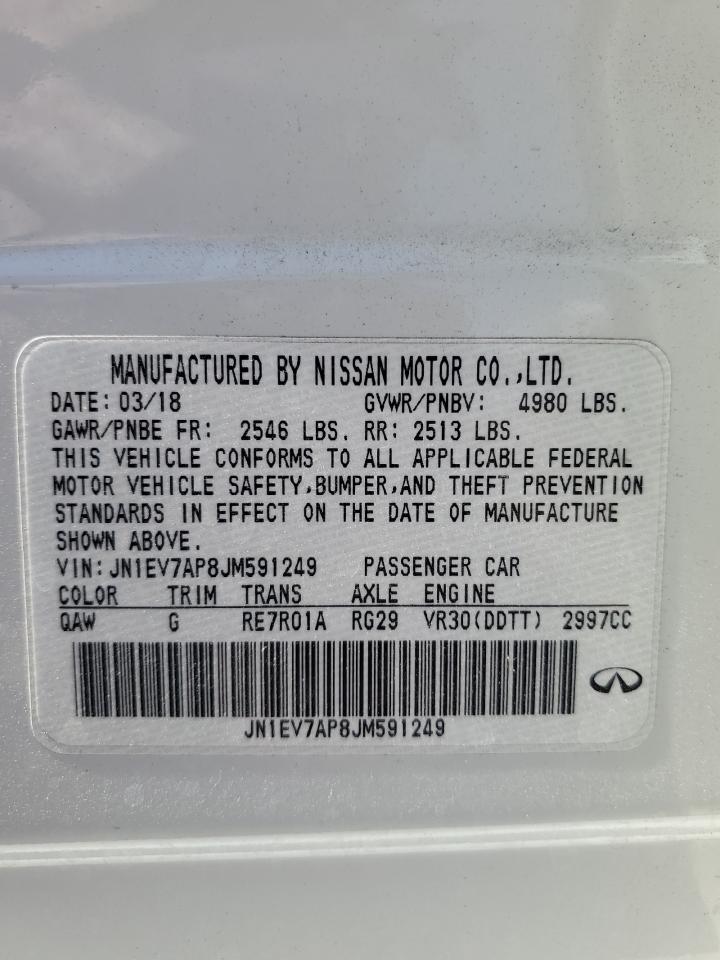 MANUFACTURED BY NISSAN MOTOR CO.,LTD.
DATE: 03/18 GVWR/PNBV: 4980 LBS.
GAWR/PNBE FR: 2546 LBS. RR: 2513 LBS.
THIS VEHICLE CONFORMS TO ALL APPLICABLE FEDERAL
MOTOR VEHICLE SAFETY,BUMPER,AND THEFT PREVENTION
STANDARDS IN EFFECT ON THE DATE OF MANUFACTURE
SHOWN ABOVE.
VIN: JN1EV7AP8JM591249 PASSENGER CAR
COLOR TRIM TRANS AXLE ENGINE
QAW G RE7R01A RG29 VR30(DDTT) 2997CC
JN1EV7AP8JM591249